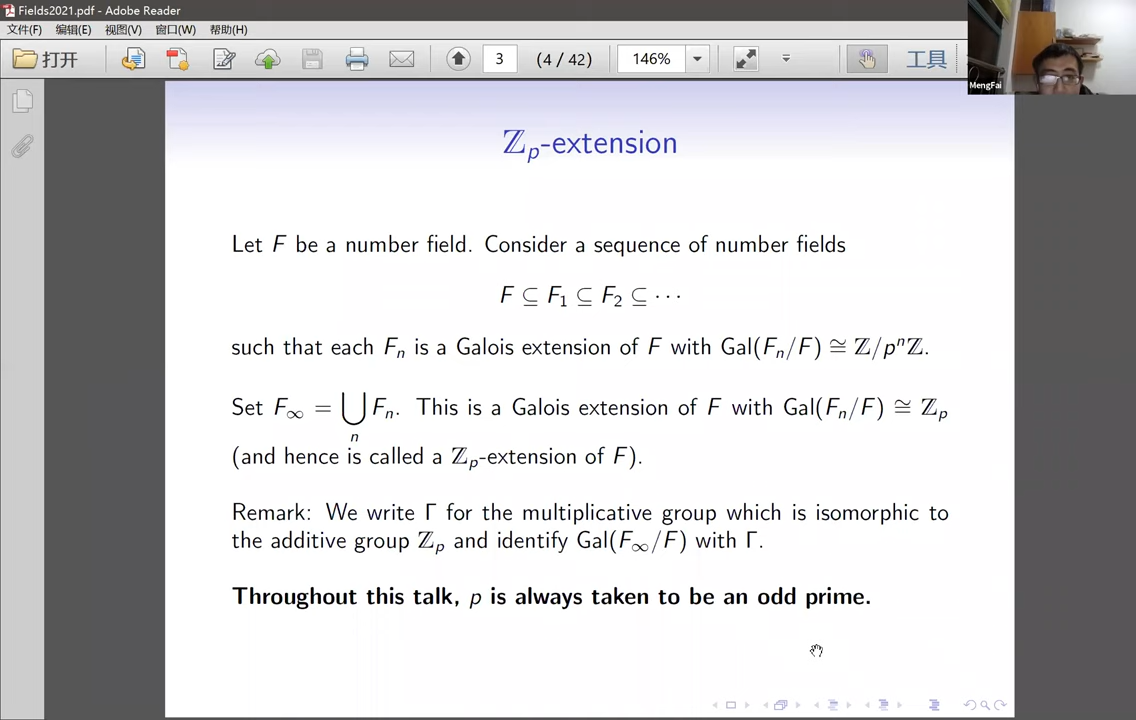 Fields2021.pdf - Adobe Reader
文件(F) 编辑(E) 视图(V) 窗口(W) 帮助(H)
打开 3 (4 / 42) 146% 工具
MengFai
ℤₚ-extension
Let F be a number field. Consider a sequence of number fields
F ⊆ F₁ ⊆ F₂ ⊆ ···
such that each Fₙ is a Galois extension of F with Gal(Fₙ/F) ≅ ℤ/pⁿℤ.
Set F∞ = ⋃ₙ Fₙ. This is a Galois extension of F with Gal(Fₙ/F) ≅ ℤₚ
(and hence is called a ℤₚ-extension of F).
Remark: We write Γ for the multiplicative group which is isomorphic to
the additive group ℤₚ and identify Gal(F∞/F) with Γ.
Throughout this talk, p is always taken to be an odd prime.